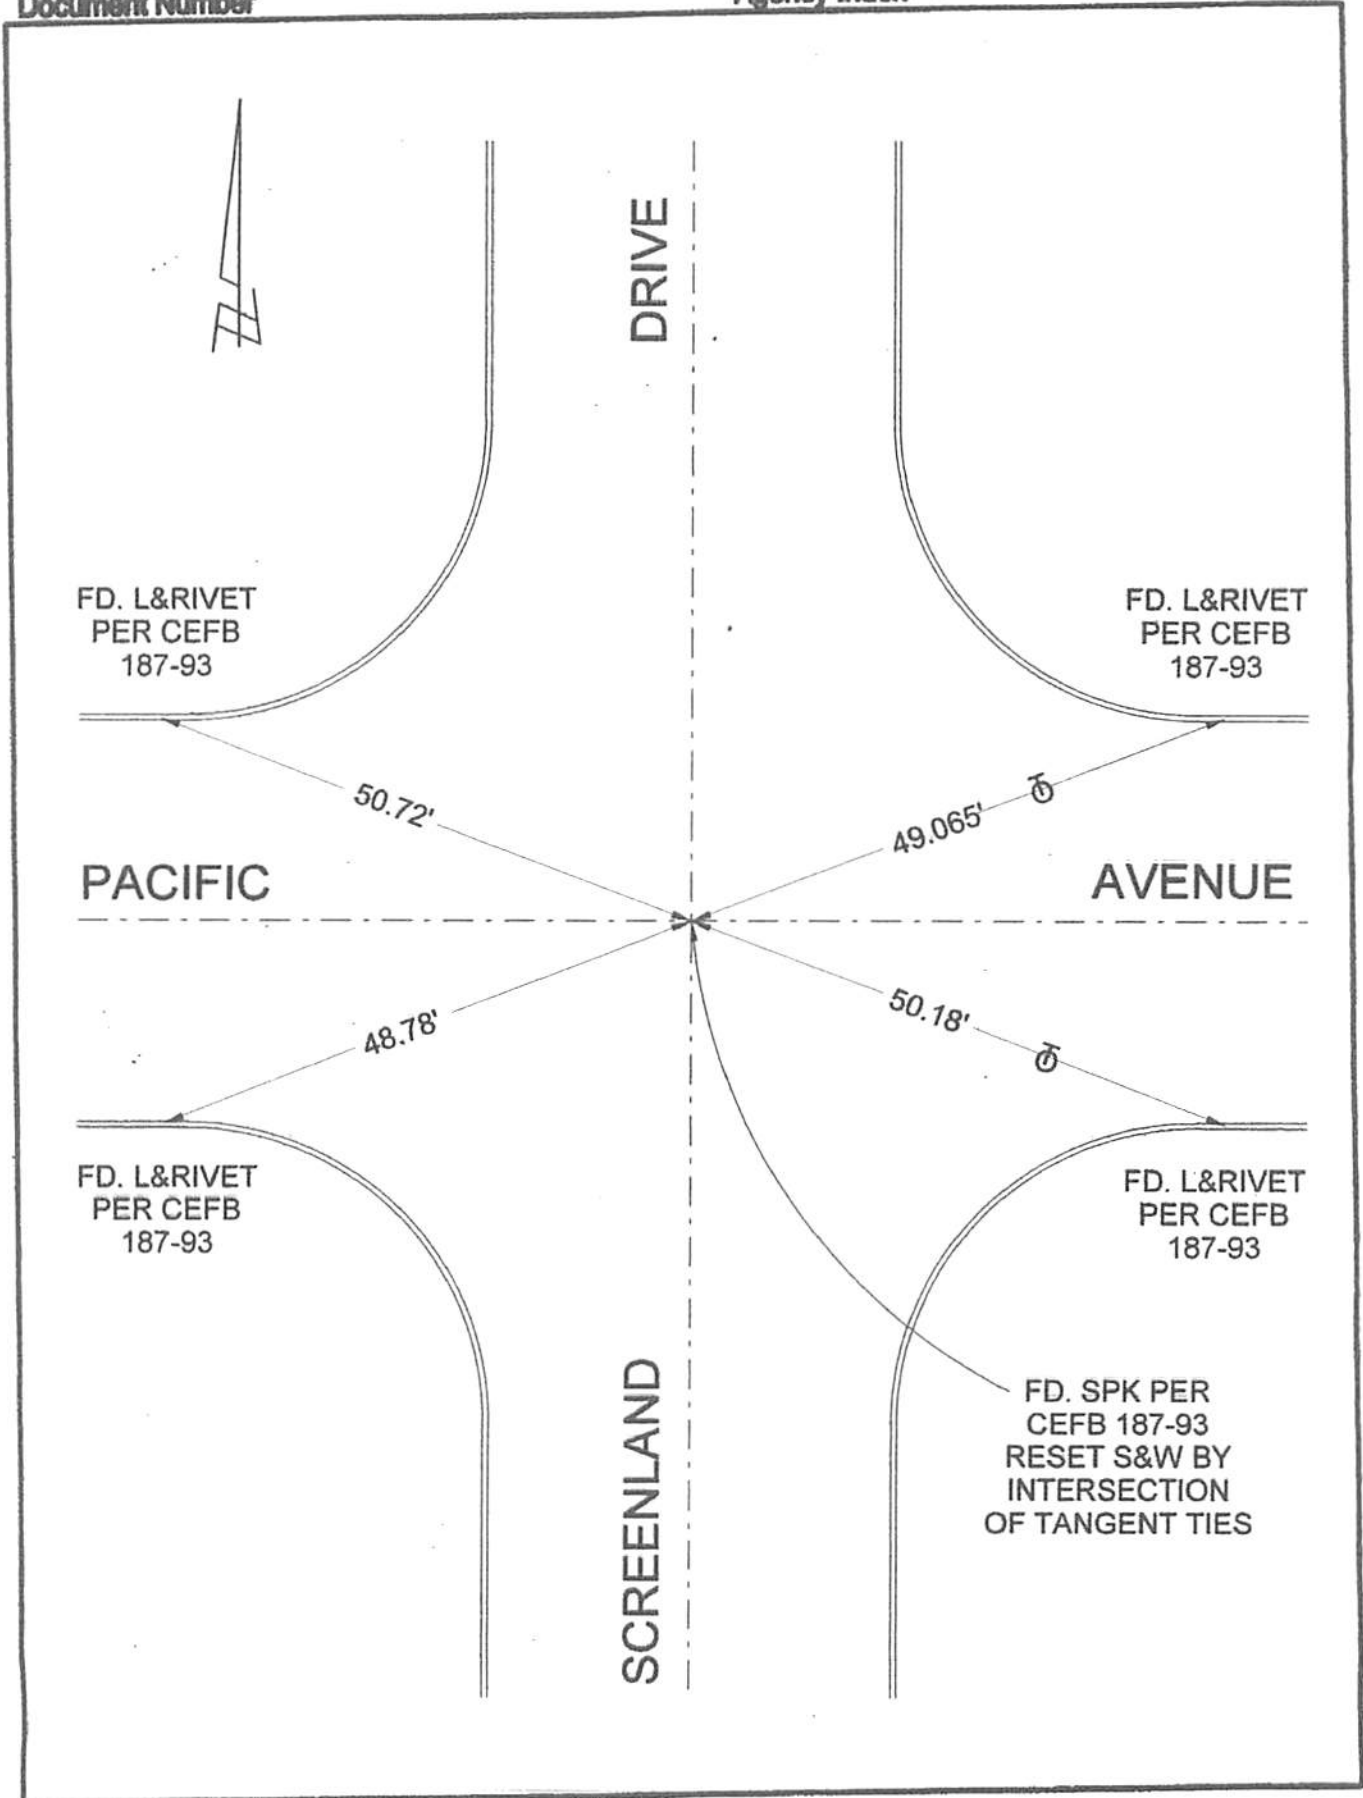 Document Number
Agency Index
DRIVE
FD. L&RIVET
PER CEFB
187-93
FD. L&RIVET
PER CEFB
187-93
50.72'
49.065'
PACIFIC
AVENUE
48.78'
50.18'
FD. L&RIVET
PER CEFB
187-93
FD. L&RIVET
PER CEFB
187-93
SCREENLAND
FD. SPK PER
CEFB 187-93
RESET S&W BY
INTERSECTION
OF TANGENT TIES